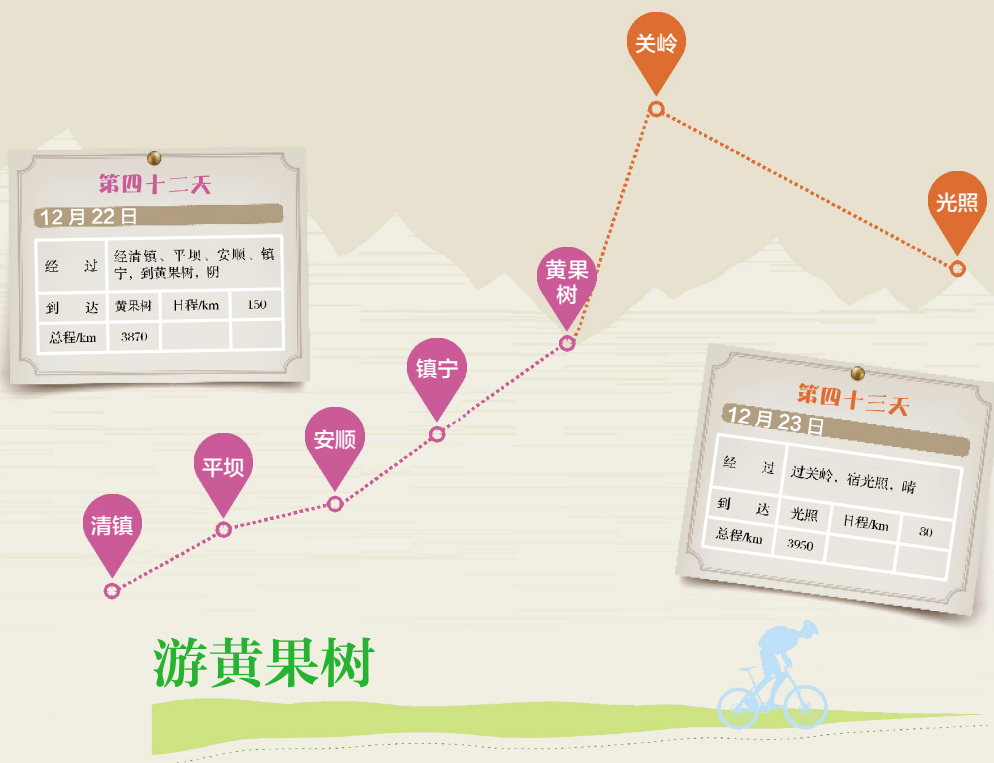 关岭
光照
黄果
树
镇宁
安顺
平坝
清镇
第四十二天
12月22日
经 过 经清镇、平坝、安顺、镇
宁，到黄果树，阴
到 达 黄果树 日程/km 150
总程/km 3870
第四十三天
12月23日
经 过 过关岭，宿光照，晴
到 达 光照 日程/km 80
总程/km 3950
游黄果树